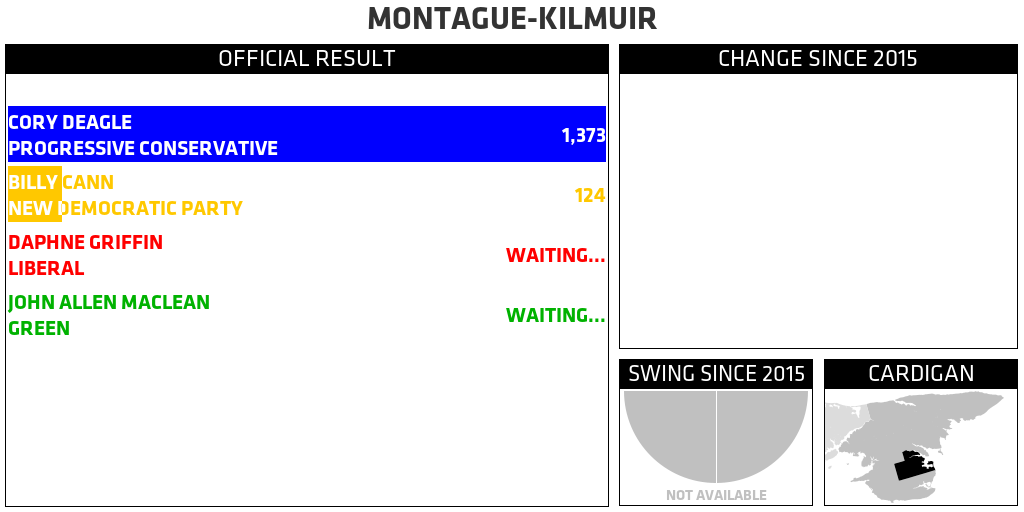 MONTAGUE-KILMUIR
OFFICIAL RESULT
CORY DEAGLE
PROGRESSIVE CONSERVATIVE
1,373
BILLY CANN
NEW DEMOCRATIC PARTY
124
DAPHNE GRIFFIN
LIBERAL
WAITING...
JOHN ALLEN MACLEAN
GREEN
WAITING...
CHANGE SINCE 2015
SWING SINCE 2015
NOT AVAILABLE
CARDIGAN